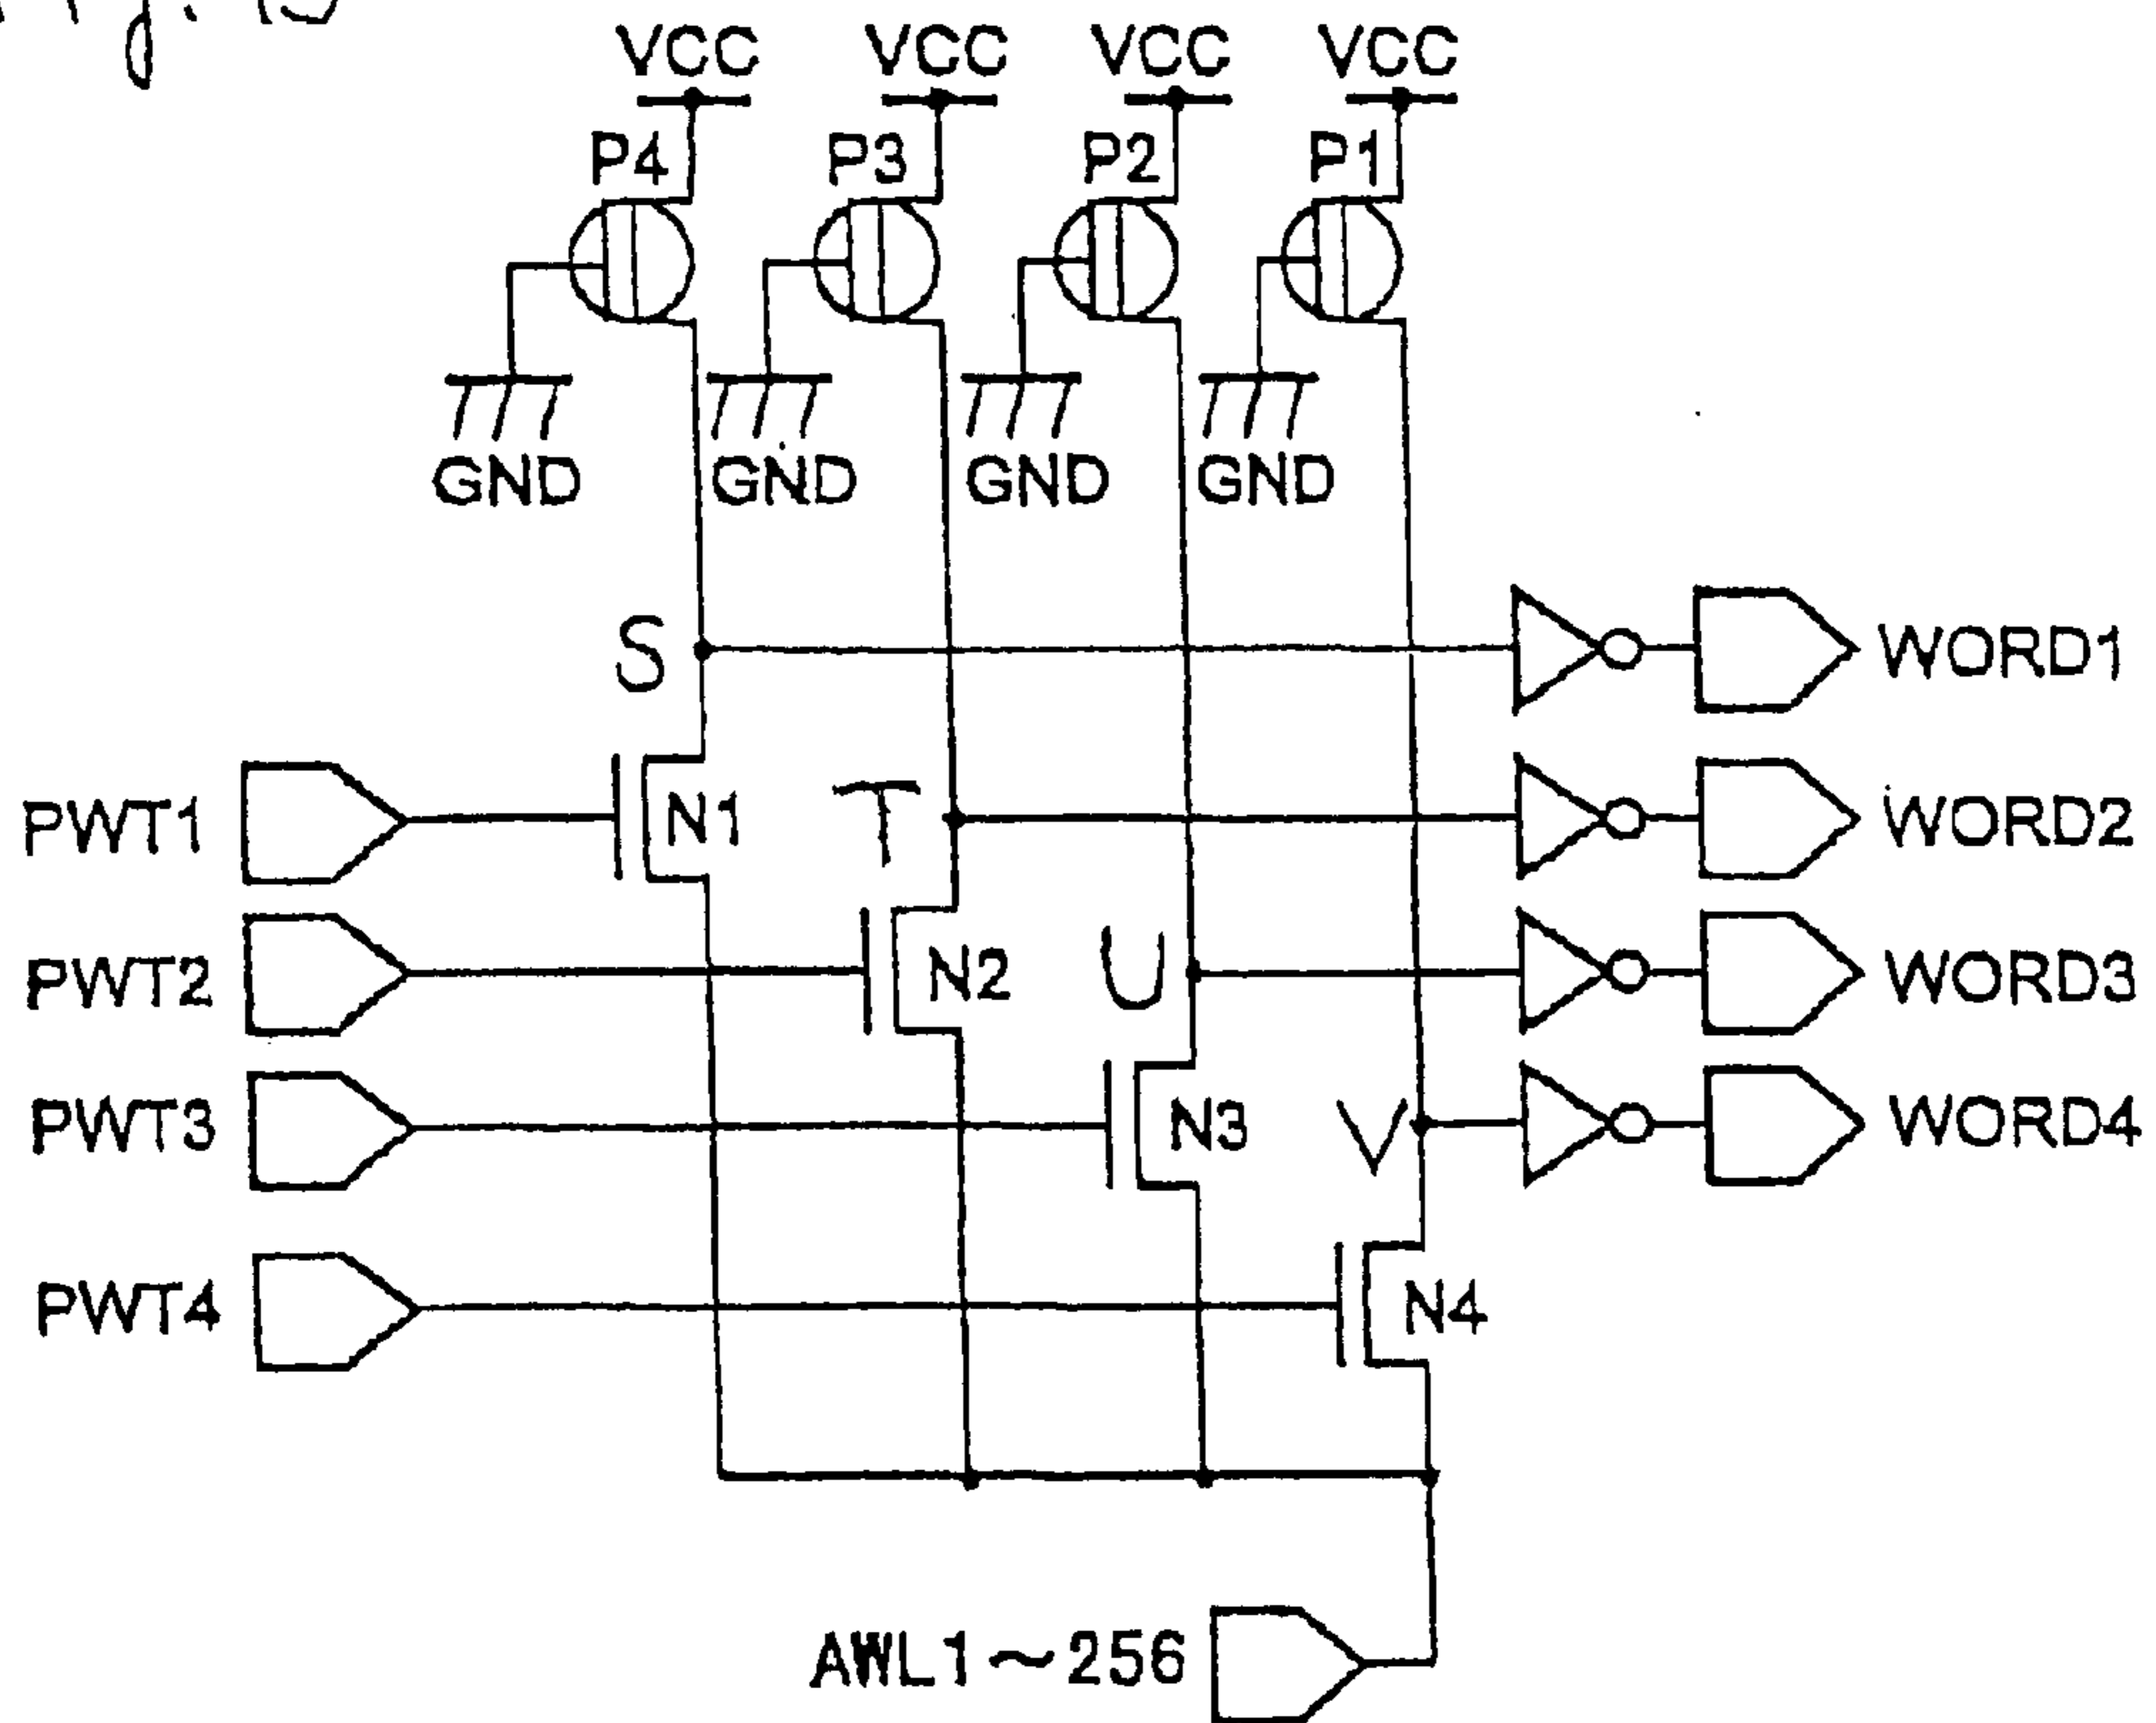 VCC VCC VCC VCC
P4 P3 P2 P1
GND GND GND GND
S WORD1
PWT1 N1 T WORD2
PWT2 N2 U WORD3
PWT3 N3 V WORD4
PWT4 N4
AWL1~256